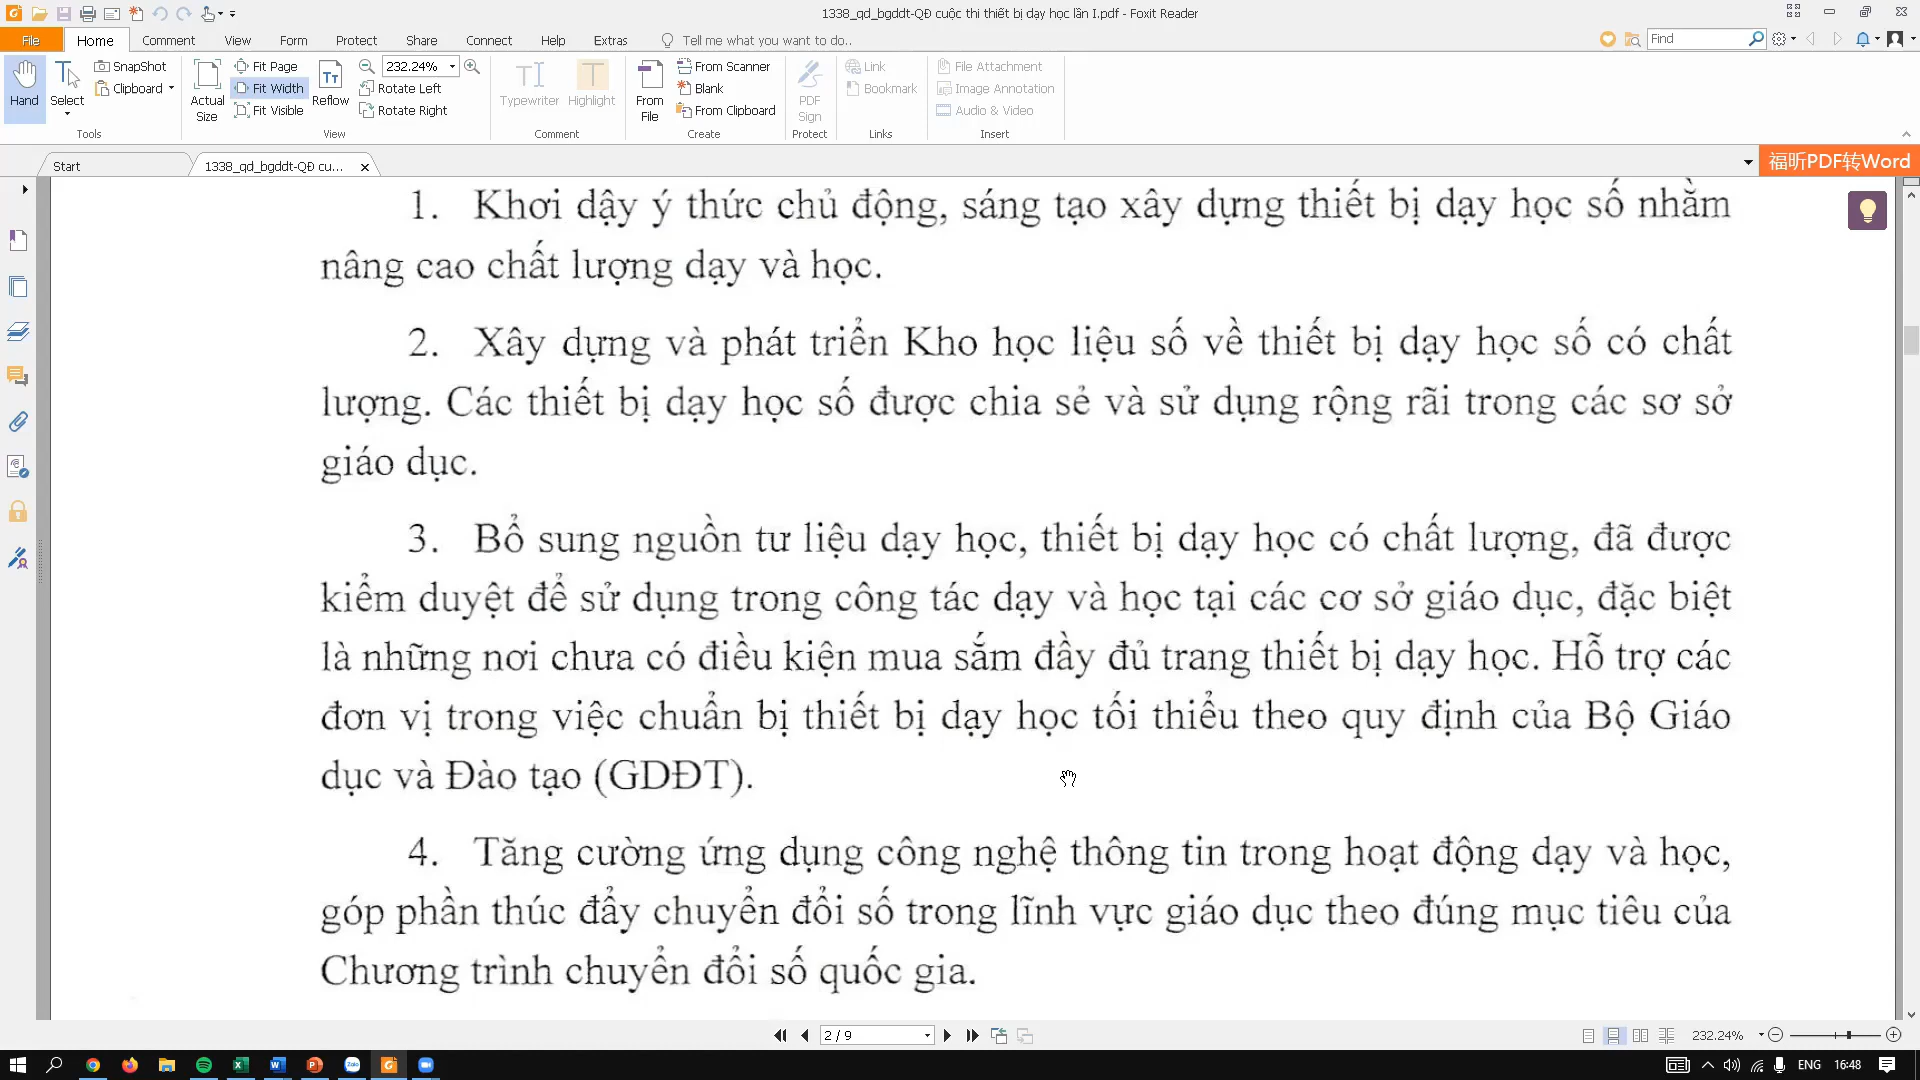 1338_qd_bgddt-QĐ cuộc thi thiết bị dạy học lần I.pdf - Foxit Reader
File Home Comment View Form Protect Share Connect Help Extras Tell me what you want to do.. Find
SnapShot Fit Page 232.24% From Scanner Link File Attachment
Clipboard Fit Width Rotate Left Blank Bookmark Image Annotation
Fit Visible Rotate Right From Clipboard Audio & Video
Hand Select Actual Size Reflow Typewriter Highlight From File PDF Sign
Tools View Comment Create Protect Links Insert
Start 1338_qd_bgddt-QĐ cu... 福昕PDF转Word
1. Khơi dậy ý thức chủ động, sáng tạo xây dựng thiết bị dạy học số nhằm
nâng cao chất lượng dạy và học.
2. Xây dựng và phát triển Kho học liệu số về thiết bị dạy học số có chất
lượng. Các thiết bị dạy học số được chia sẻ và sử dụng rộng rãi trong các sơ sở
giáo dục.
3. Bổ sung nguồn tư liệu dạy học, thiết bị dạy học có chất lượng, đã được
kiểm duyệt để sử dụng trong công tác dạy và học tại các cơ sở giáo dục, đặc biệt
là những nơi chưa có điều kiện mua sắm đầy đủ trang thiết bị dạy học. Hỗ trợ các
đơn vị trong việc chuẩn bị thiết bị dạy học tối thiểu theo quy định của Bộ Giáo
dục và Đào tạo (GDĐT).
4. Tăng cường ứng dụng công nghệ thông tin trong hoạt động dạy và học,
góp phần thúc đẩy chuyển đổi số trong lĩnh vực giáo dục theo đúng mục tiêu của
Chương trình chuyển đổi số quốc gia.
2 / 9 232.24%
ENG 16:48